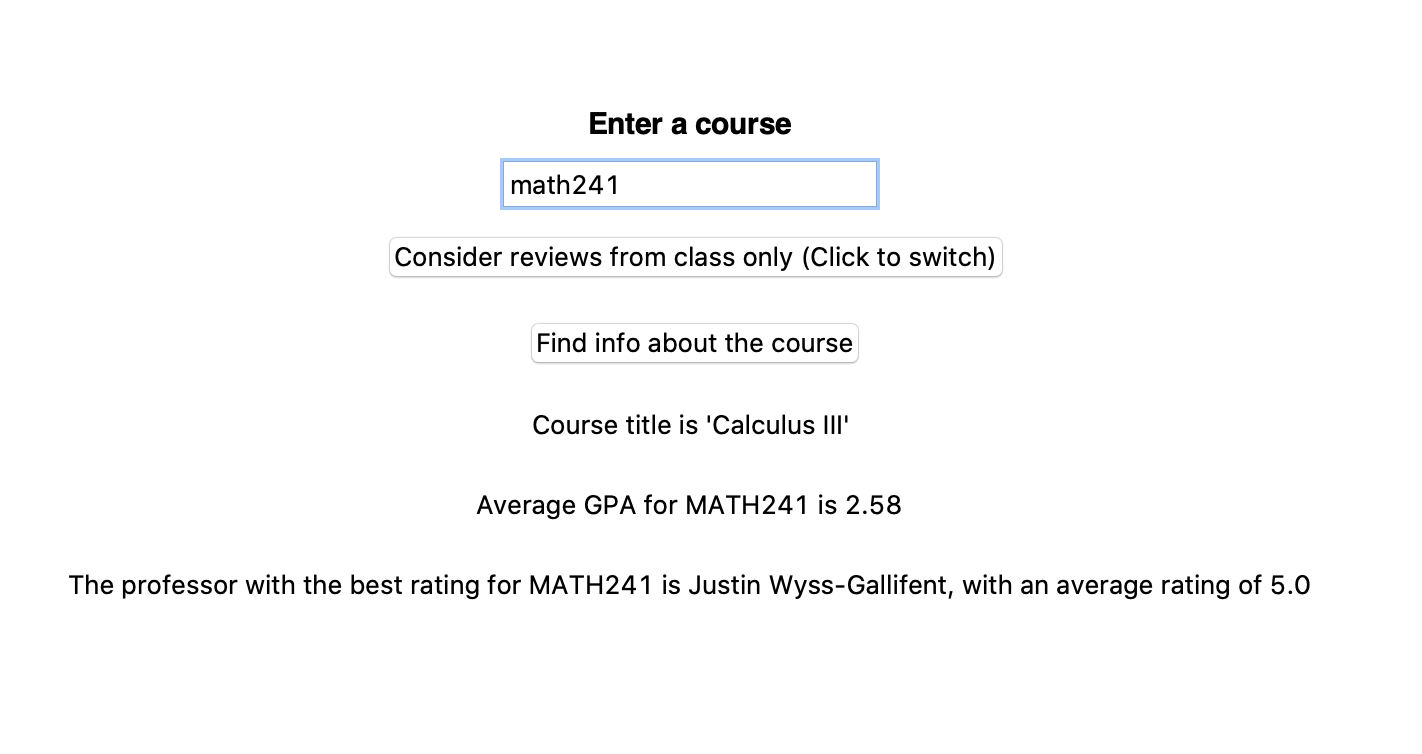 Enter a course
math241
Consider reviews from class only (Click to switch)
Find info about the course
Course title is 'Calculus III'
Average GPA for MATH241 is 2.58
The professor with the best rating for MATH241 is Justin Wyss-Gallifent, with an average rating of 5.0